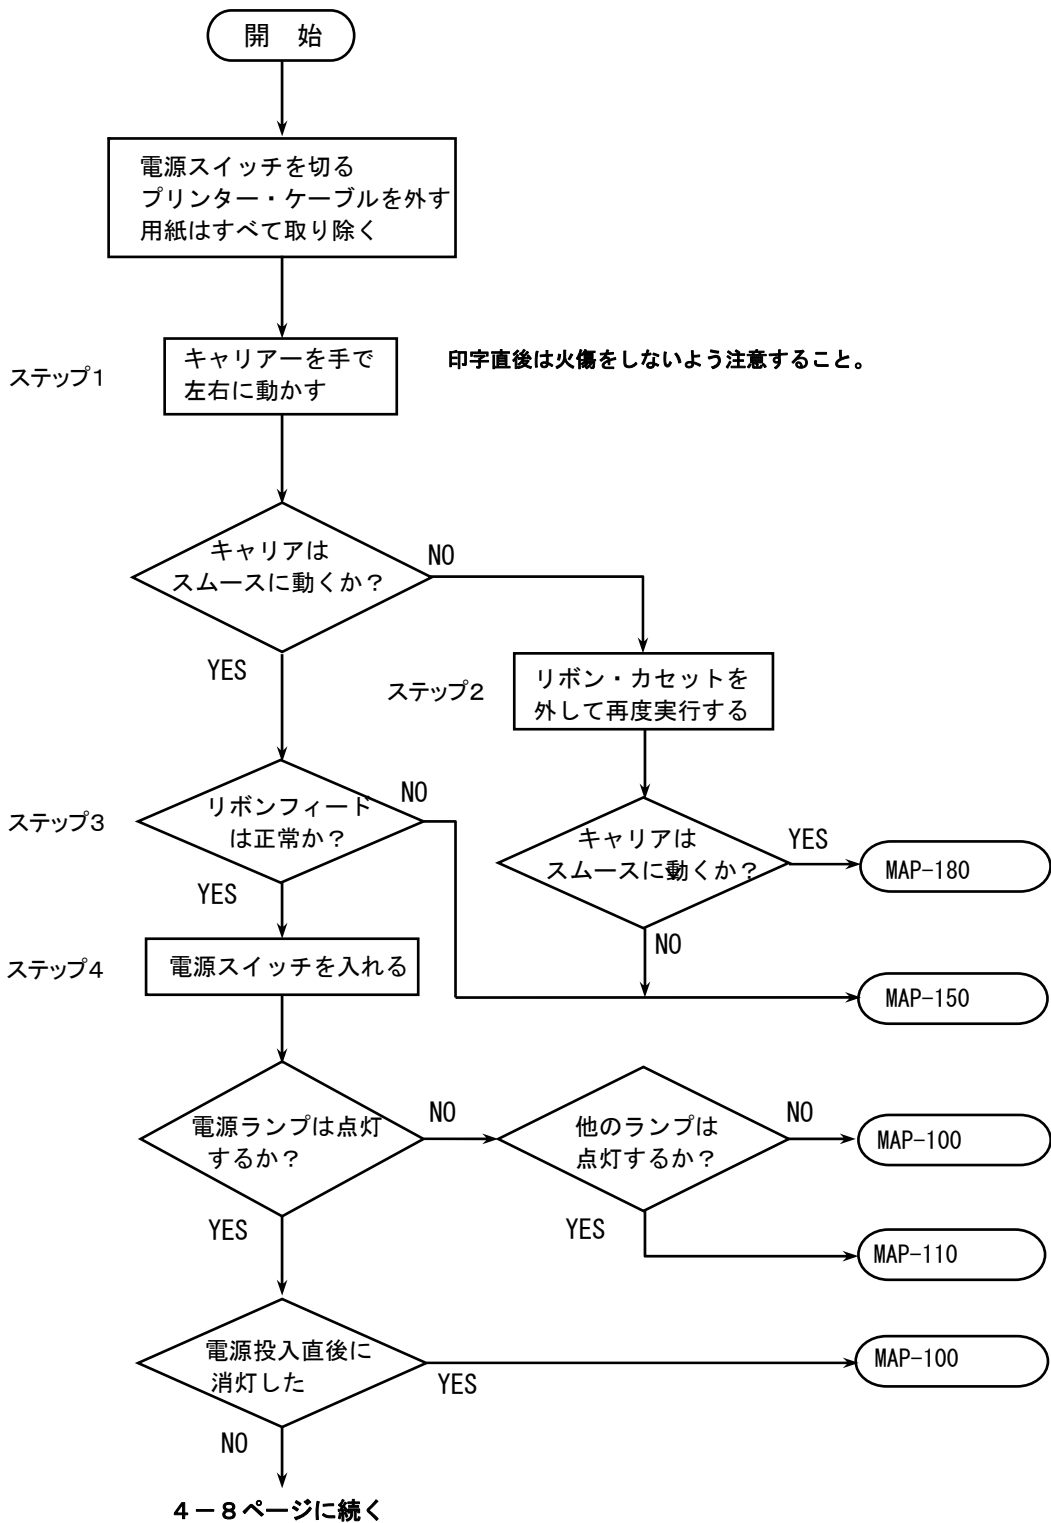 開　始
電源スイッチを切る
プリンター・ケーブルを外す
用紙はすべて取り除く
ステップ1
キャリアーを手で
左右に動かす
印字直後は火傷をしないよう注意すること。
キャリアは
スムースに動くか？
NO
YES
ステップ2
リボン・カセットを
外して再度実行する
ステップ3
リボンフィード
は正常か？
NO
YES
キャリアは
スムースに動くか？
YES
MAP-180
NO
ステップ4
電源スイッチを入れる
MAP-150
電源ランプは点灯
するか？
NO
YES
他のランプは
点灯するか？
NO
MAP-100
YES
MAP-110
電源投入直後に
消灯した
YES
MAP-100
NO
４－８ページに続く